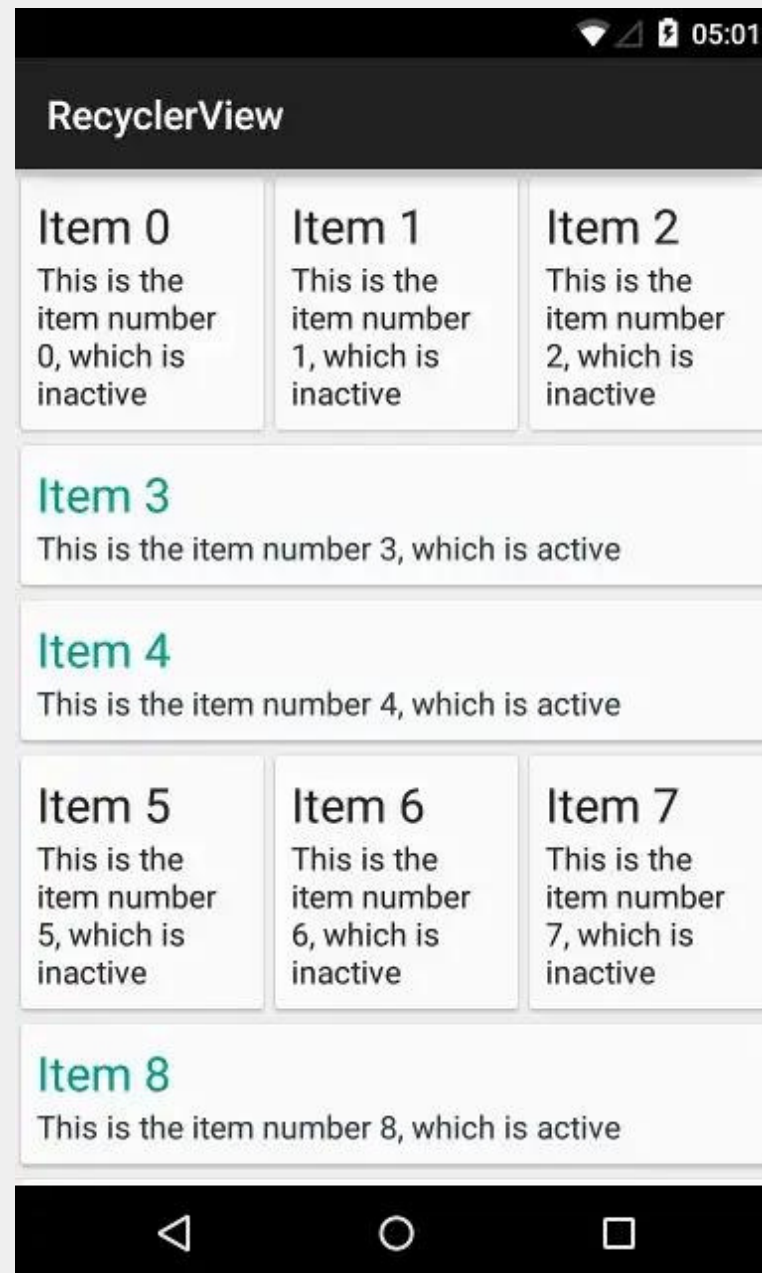 05:01
RecyclerView
Item 0
This is the
item number
0, which is
inactive
Item 1
This is the
item number
1, which is
inactive
Item 2
This is the
item number
2, which is
inactive
Item 3
This is the item number 3, which is active
Item 4
This is the item number 4, which is active
Item 5
This is the
item number
5, which is
inactive
Item 6
This is the
item number
6, which is
inactive
Item 7
This is the
item number
7, which is
inactive
Item 8
This is the item number 8, which is active